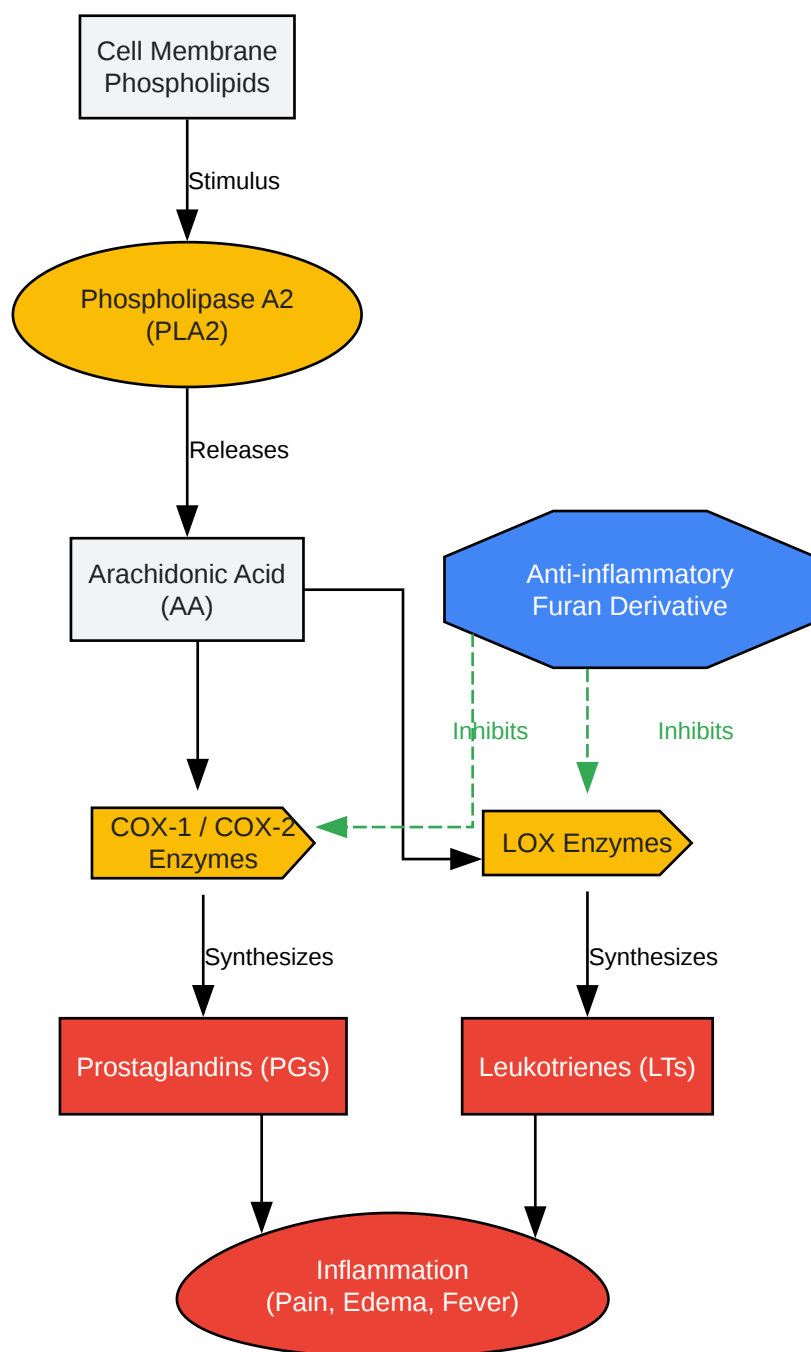 Cell Membrane
Phospholipids
Stimulus
Phospholipase A2
(PLA2)
Releases
Arachidonic Acid
(AA)
Anti-inflammatory
Furan Derivative
Inhibits
Inhibits
COX-1 / COX-2
Enzymes
LOX Enzymes
Synthesizes
Synthesizes
Prostaglandins (PGs)
Leukotrienes (LTs)
Inflammation
(Pain, Edema, Fever)